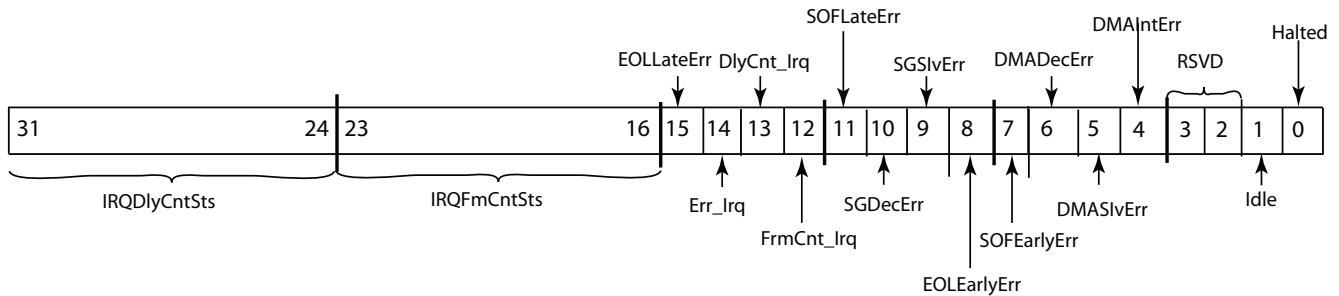 SOFLateErr
DMAIntErr
Halted
EOLLateErr DlyCnt_Irq SGSlvErr DMADecErr RSVD
31 24 23 16 15 14 13 12 11 10 9 8 7 6 5 4 3 2 1 0
IRQDlyCntSts IRQFmCntSts Err_Irq SGDecErr DMASlvErr Idle
FrmCnt_Irq SOFEarlyErr
EOLEarlyErr